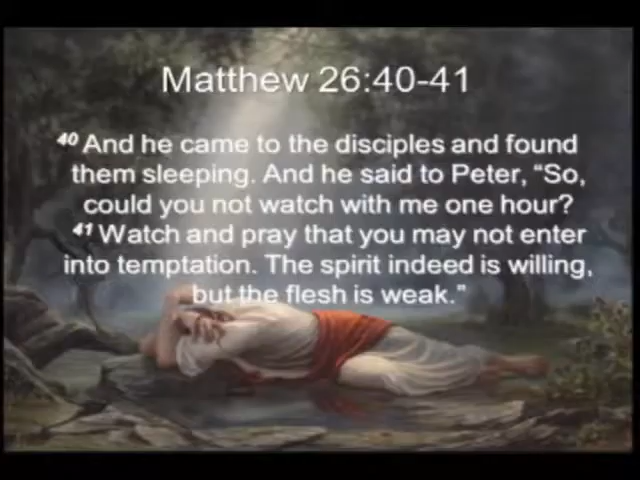 Matthew 26:40-41
40 And he came to the disciples and found
them sleeping. And he said to Peter, “So,
could you not watch with me one hour?
41 Watch and pray that you may not enter
into temptation. The spirit indeed is willing,
but the flesh is weak.”